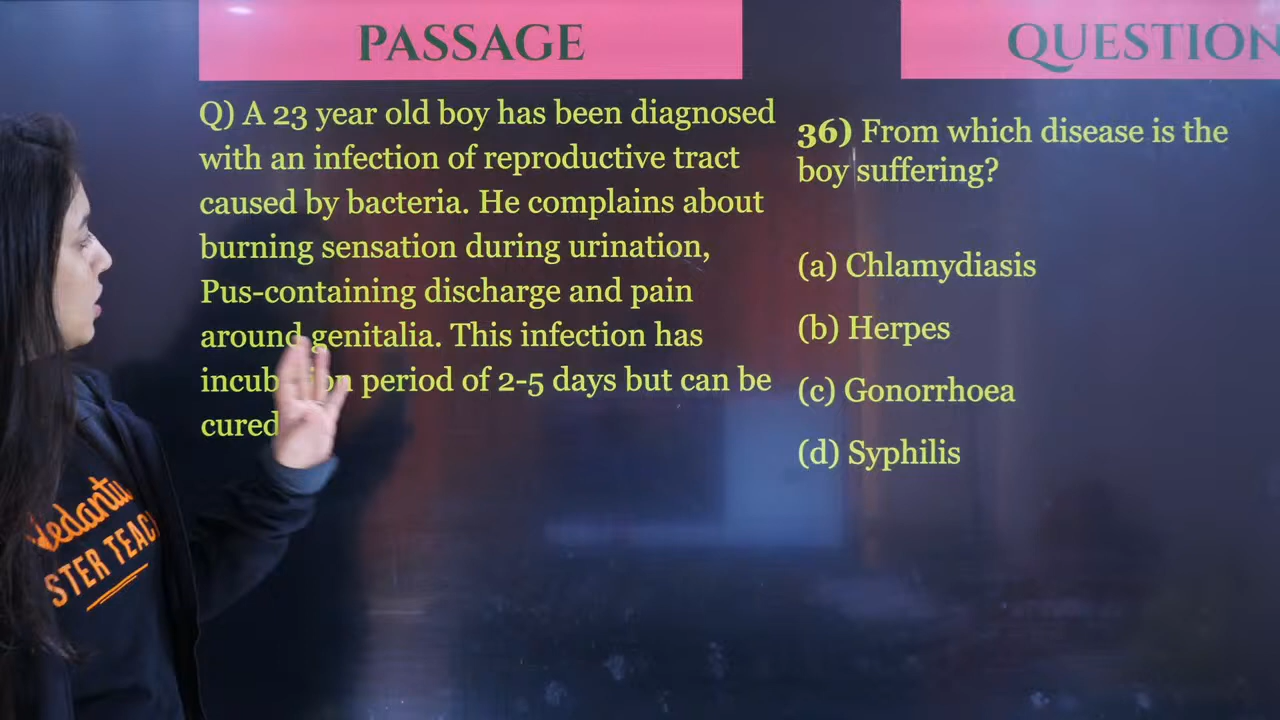 PASSAGE
QUESTION
Q) A 23 year old boy has been diagnosed
with an infection of reproductive tract
caused by bacteria. He complains about
burning sensation during urination,
Pus-containing discharge and pain
around genitalia. This infection has
period of 2-5 days but can be
cured
36) From which disease is the
boy suffering?
(a) Chlamydiasis
(b) Herpes
(c) Gonorrhoea
(d) Syphilis